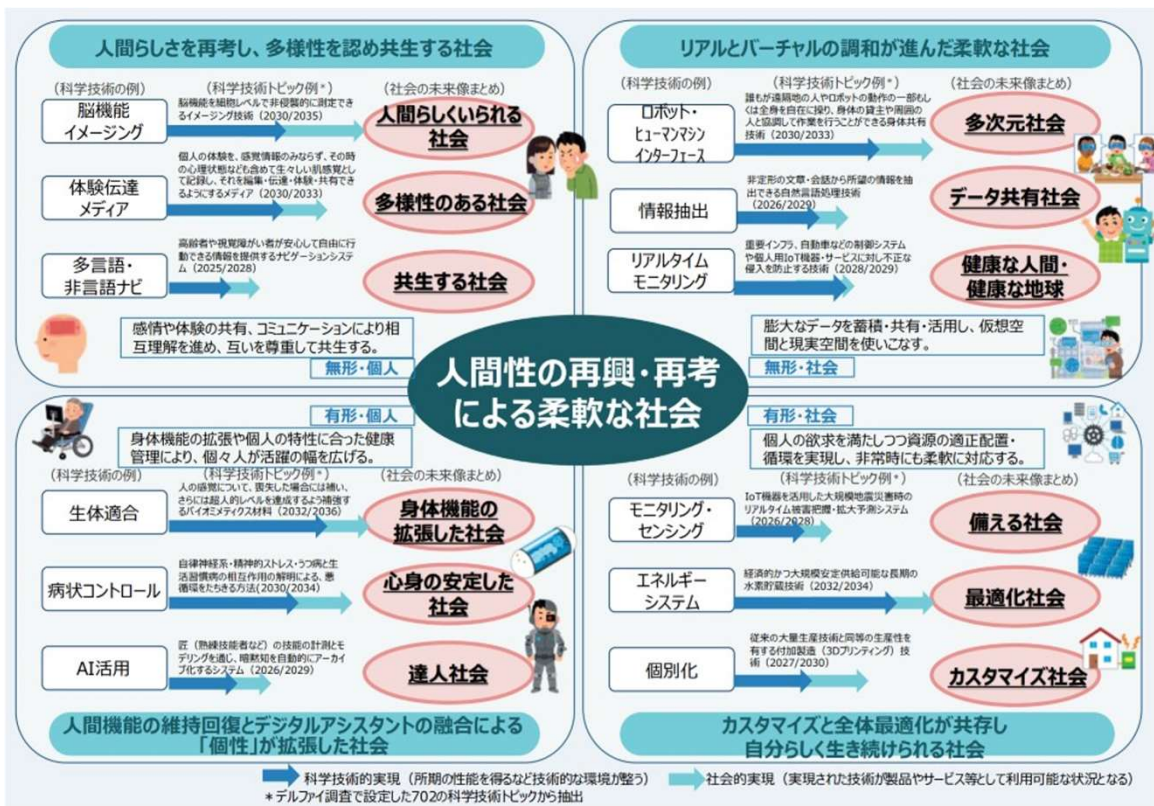 人間らしさを再考し、多様性を認め共生する社会
（科学技術の例）
（科学技術トピック例*）
（社会の未来像まとめ）
脳機能
イメージング
脳機能を細胞レベルで非侵襲的に測定でき
るイメージング技術（2030/2035）
人間らしくいられる
社会
体験伝達
メディア
個人の体験を、感覚情報のみならず、その時
の心理状態なども含めて生々しい肌感覚とし
て記録し、それを編集・伝達・体験・共有できる
ようにするメディア（2030/2033）
多様性のある社会
多言語・
非言語ナビ
高齢者や視覚障がい者が安心して自由に行
動できる情報を提供するナビゲーションシス
テム（2025/2028）
共生する社会
感情や体験の共有、コミュニケーションにより相
互理解を進め、互いを尊重して共生する。
無形・個人
リアルとバーチャルの調和が進んだ柔軟な社会
（科学技術の例）
（科学技術トピック例*）
（社会の未来像まとめ）
ロボット・
ヒューマンマシン
インターフェース
誰もが遠隔地の人やロボットの動作の一部もし
くは全身を自在に操り、身体の貸主や周囲の
人と協調して作業を行うことができる身体共有
技術（2030/2033）
多次元社会
情報抽出
非定形の文章・会話から所望の情報を抽
出できる自然言語処理技術
（2026/2029）
データ共有社会
リアルタイム
モニタリング
重要インフラ、自動車などの制御システム
や個人用IoT機器・サービスに対し不正な
侵入を防止する技術（2028/2029）
健康な人間・
健康な地球
膨大なデータを蓄積・共有・活用し、仮想空
間と現実空間を使いこなす。
無形・社会
人間性の再興・再考
による柔軟な社会
有形・個人
身体機能の拡張や個人の特性に合った健康
管理により、個々人が活躍の幅を広げる。
（科学技術の例）
（科学技術トピック例*）
（社会の未来像まとめ）
生体適合
人の感覚について、喪失した場合には補い、
さらには超人的レベルを達成するよう補強す
るバイオミメティクス材料（2032/2036）
身体機能の
拡張した社会
病状コントロール
自律神経系・精神的ストレス・うつ病と生
活習慣病の相互作用の解明による、悪
循環をたちきる方法(2030/2034)
心身の安定した
社会
AI活用
匠（熟練技能者など）の技能の計測とモ
デリングを通じ、暗黙知を自動的にアーカイ
ブ化するシステム（2026/2029）
達人社会
人間機能の維持回復とデジタルアシスタントの融合による
「個性」が拡張した社会
有形・社会
個人の欲求を満たしつつ資源の適正配置・
循環を実現し、非常時にも柔軟に対応する。
（科学技術の例）
（科学技術トピック例*）
（社会の未来像まとめ）
モニタリング・
センシング
IoT機器を活用した大規模地震災害時の
リアルタイム被害把握・拡大予測システム
（2026/2028）
備える社会
エネルギー
システム
経済的かつ大規模安定供給可能な長期の
水素貯蔵技術（2032/2034）
最適化社会
個別化
従来の大量生産技術と同等の生産性を
有する付加製造（3Dプリンティング）技
術（2027/2030）
カスタマイズ社会
カスタマイズと全体最適化が共存し
自分らしく生き続けられる社会
科学技術的実現（所期の性能を得るなど技術的な環境が整う）
社会的実現（実現された技術が製品やサービス等として利用可能な状況となる）
*デルファイ調査で設定した702の科学技術トピックから抽出